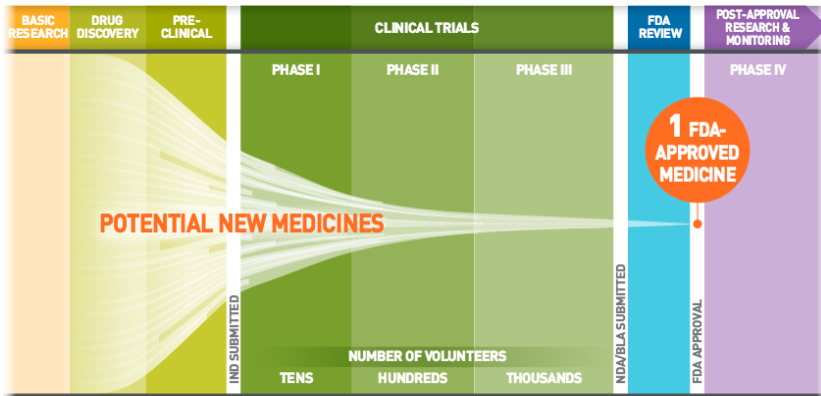 BASIC
RESEARCH
DRUG
DISCOVERY
PRE-
CLINICAL
CLINICAL TRIALS
FDA
REVIEW
POST-APPROVAL
RESEARCH &
MONITORING
PHASE I
PHASE II
PHASE III
PHASE IV
1 FDA-
APPROVED
MEDICINE
POTENTIAL NEW MEDICINES
IND SUBMITTED
NDA/BLA SUBMITTED
FDA APPROVAL
NUMBER OF VOLUNTEERS
TENS
HUNDREDS
THOUSANDS